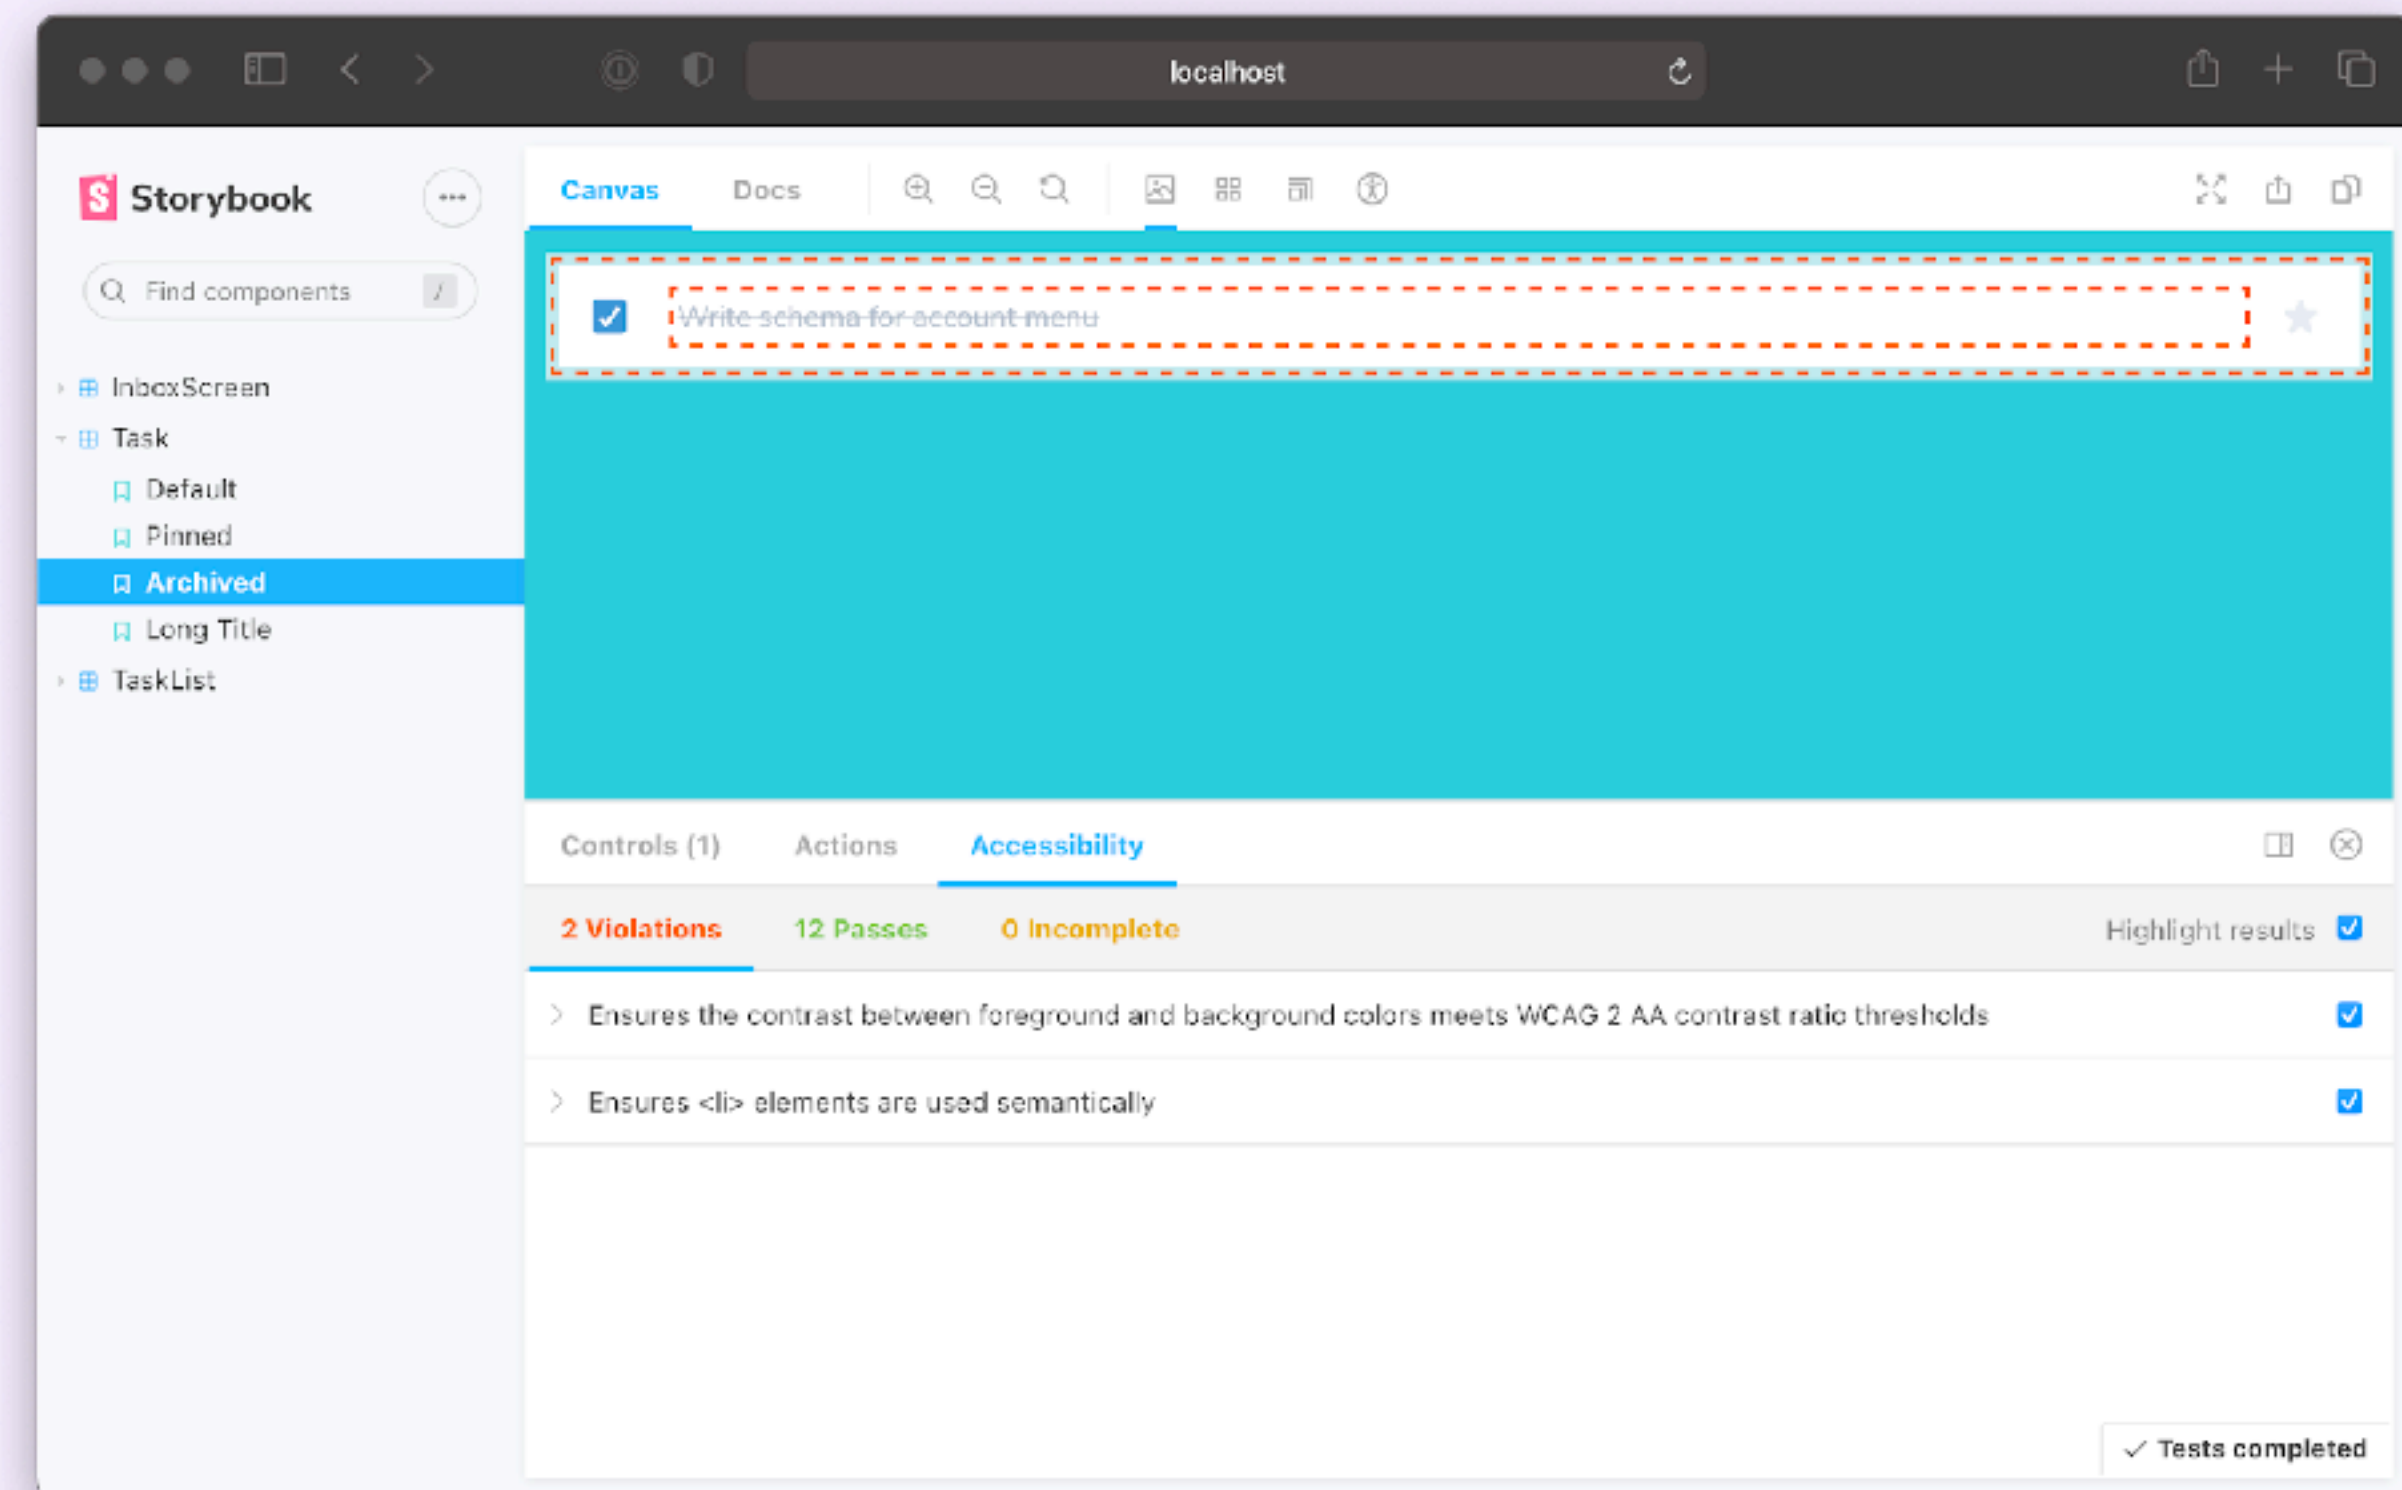 localhost
Storybook
Find components /
InboxScreen
Task
Default
Pinned
Archived
Long Title
TaskList
Canvas Docs
Write schema for account menu
Controls (1) Actions Accessibility
2 Violations 12 Passes 0 Incomplete Highlight results
Ensures the contrast between foreground and background colors meets WCAG 2 AA contrast ratio thresholds
Ensures <li> elements are used semantically
Tests completed